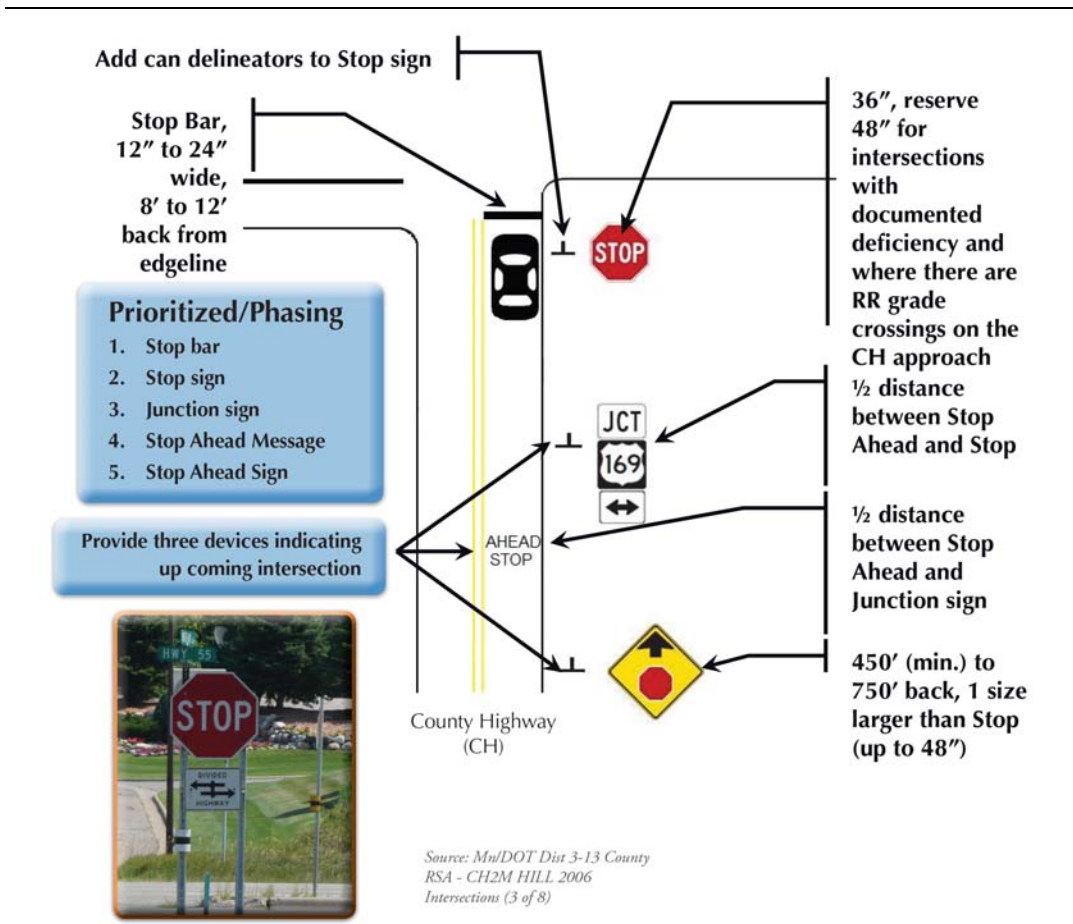 Add can delineators to Stop sign
Stop Bar,
12" to 24"
wide,
8' to 12'
back from
edgeline
36", reserve
48" for
intersections
with
documented
deficiency and
where there are
RR grade
crossings on the
CH approach
STOP
Prioritized/Phasing
1. Stop bar
2. Stop sign
3. Junction sign
4. Stop Ahead Message
5. Stop Ahead Sign
JCT
169
½ distance
between Stop
Ahead and Stop
Provide three devices indicating
up coming intersection
AHEAD
STOP
½ distance
between Stop
Ahead and
Junction sign
450' (min.) to
750' back, 1 size
larger than Stop
(up to 48")
County Highway
(CH)
HWY 55
STOP
DIVIDED
HIGHWAY
Source: Mn/DOT Dist 3-13 County
RSA - CH2M HILL 2006
Intersections (3 of 8)